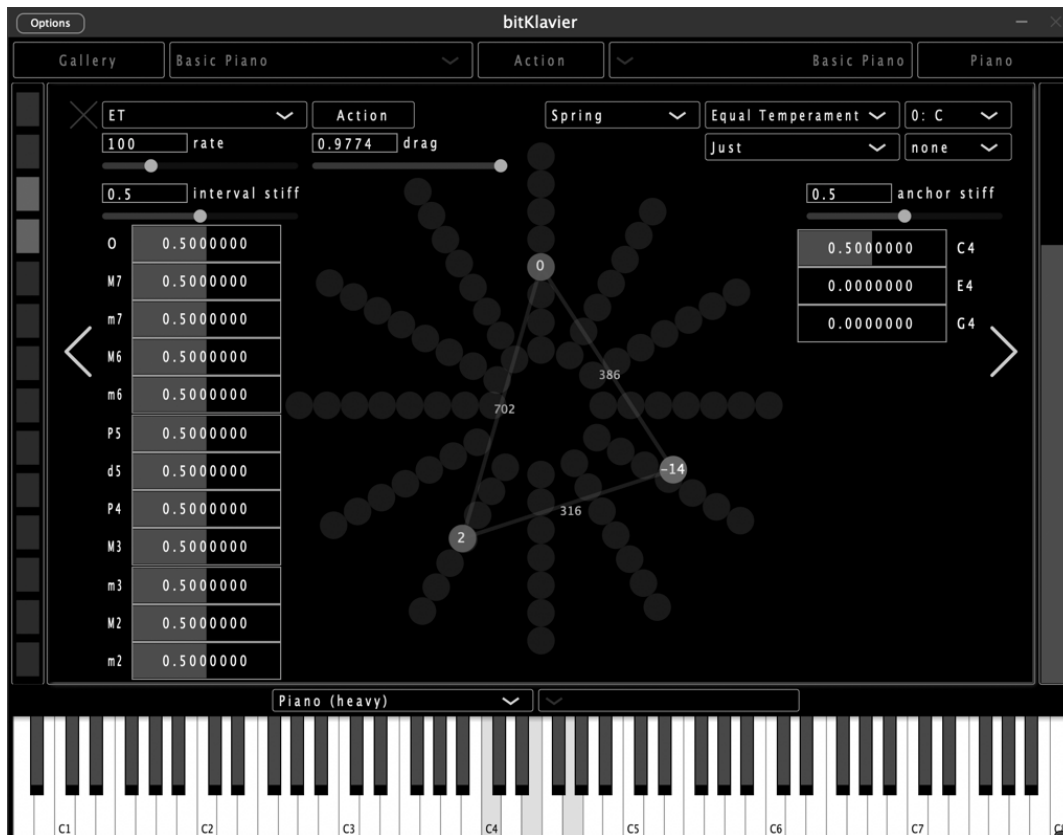 Options
bitKlavier
Gallery
Basic Piano
Action
Basic Piano
Piano
ET
Action
Spring
Equal Temperament
0: C
100 rate
0.9774 drag
Just
none
0.5 interval stiff
0.5 anchor stiff
O 0.5000000
M7 0.5000000
m7 0.5000000
M6 0.5000000
m6 0.5000000
P5 0.5000000
d5 0.5000000
P4 0.5000000
M3 0.5000000
m3 0.5000000
M2 0.5000000
m2 0.5000000
0
386
702
-14
316
2
0.5000000 C4
0.0000000 E4
0.0000000 G4
Piano (heavy)
C1 C2 C3 C4 C5 C6 C7